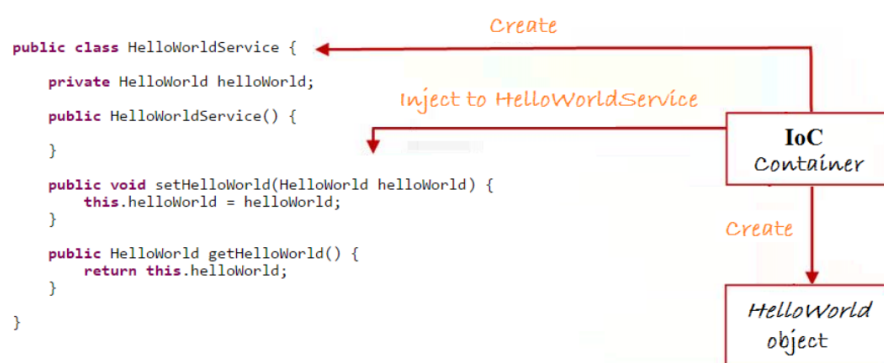 Create
public class HelloWorldService {
private HelloWorld helloWorld;
Inject to HelloWorldService
public HelloWorldService() {
}
IoC
Container
public void setHelloWorld(HelloWorld helloWorld) {
this.helloWorld = helloWorld;
}
Create
public HelloWorld getHelloWorld() {
return this.helloWorld;
}
}
HelloWorld
object